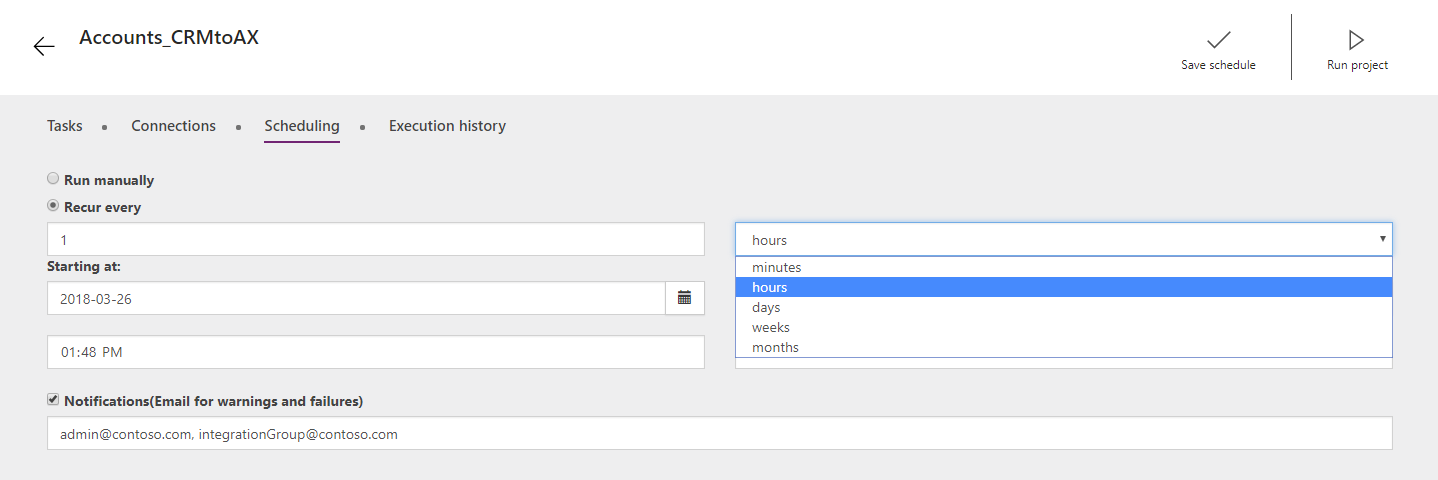 Accounts_CRMtoAX
Save schedule
Run project
Tasks • Connections • Scheduling • Execution history
Run manually
Recur every
1
hours
minutes
hours
days
weeks
months
Starting at:
2018-03-26
01:48 PM
Notifications(Email for warnings and failures)
admin@contoso.com, integrationGroup@contoso.com